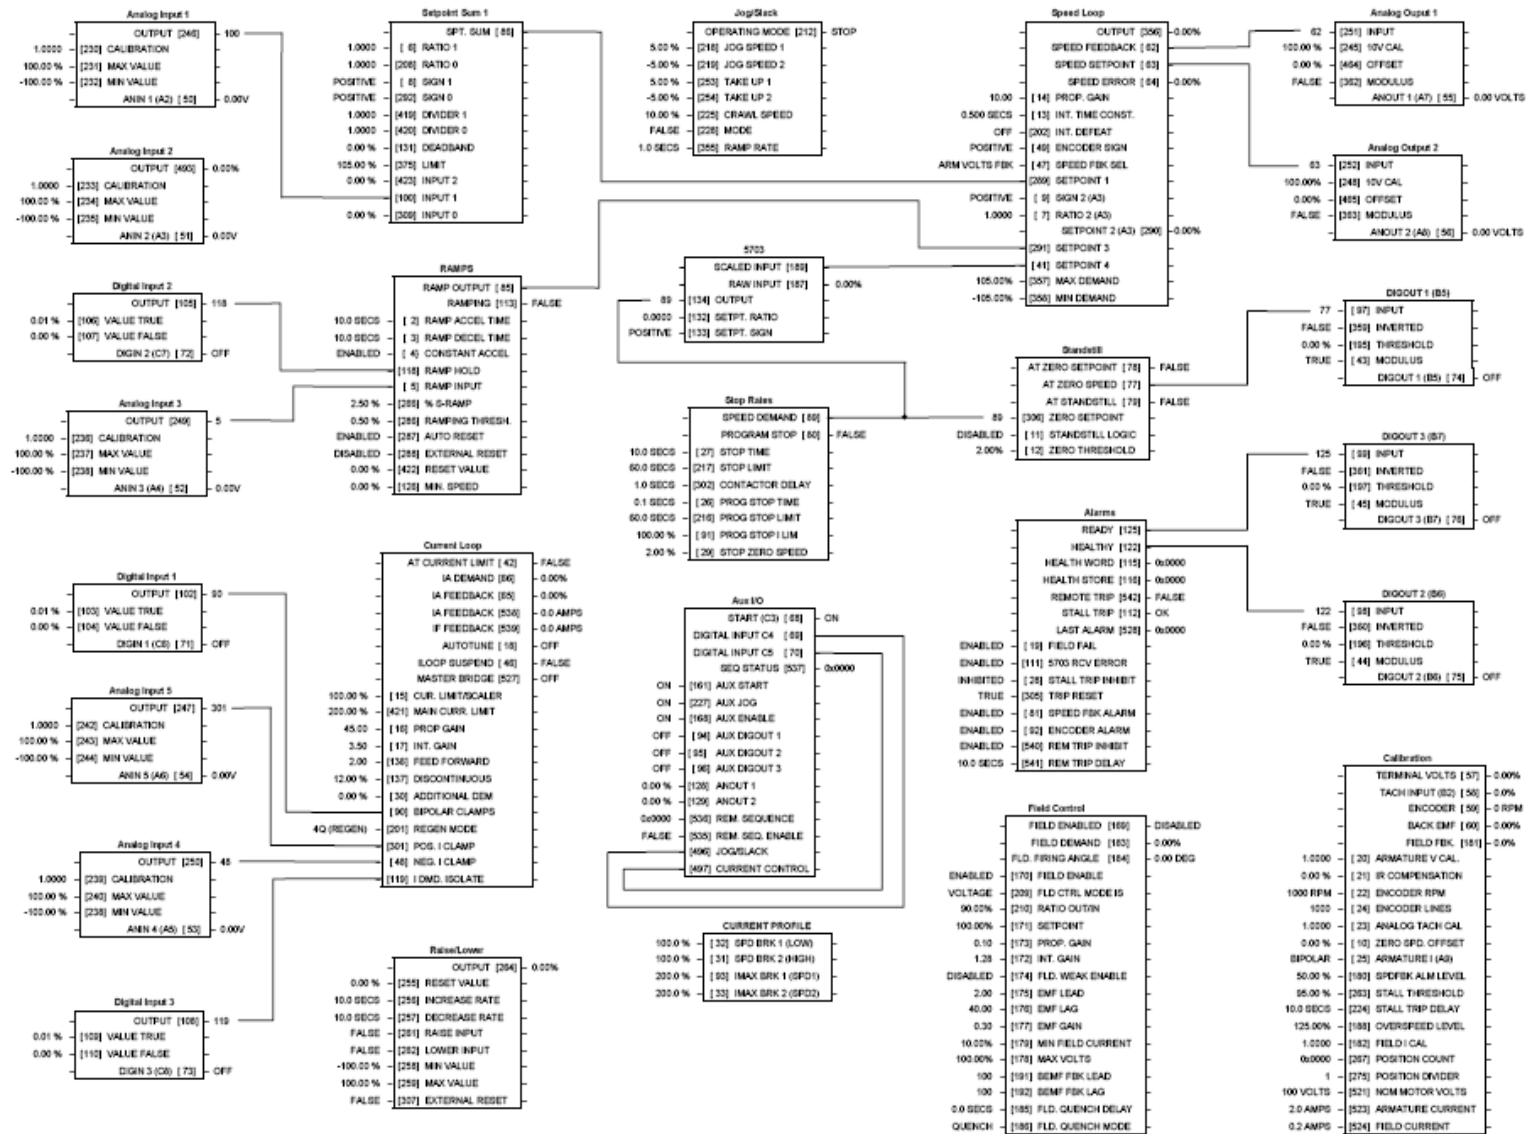 Analog Input 1
OUTPUT [246] 100
1.0000 [230] CALIBRATION
100.00 % [231] MAX VALUE
-100.00 % [232] MIN VALUE
ANIN 1 (A2) [50] 0.00V
Analog Input 2
OUTPUT [493] 0.00%
1.0000 [233] CALIBRATION
100.00 % [234] MAX VALUE
-100.00 % [235] MIN VALUE
ANIN 2 (A3) [51] 0.00V
Digital Input 2
OUTPUT [105] 118
0.01 % [106] VALUE TRUE
0.00 % [107] VALUE FALSE
DIGIN 2 (C7) [72] OFF
Analog Input 3
OUTPUT [249] 5
1.0000 [236] CALIBRATION
100.00 % [237] MAX VALUE
-100.00 % [238] MIN VALUE
ANIN 3 (A4) [52] 0.00V
Digital Input 1
OUTPUT [102] 90
0.01 % [103] VALUE TRUE
0.00 % [104] VALUE FALSE
DIGIN 1 (C6) [71] OFF
Analog Input 5
OUTPUT [247] 301
1.0000 [242] CALIBRATION
100.00 % [243] MAX VALUE
-100.00 % [244] MIN VALUE
ANIN 5 (A6) [54] 0.00V
Analog Input 4
OUTPUT [250] 48
1.0000 [239] CALIBRATION
100.00 % [240] MAX VALUE
-100.00 % [238] MIN VALUE
ANIN 4 (A5) [53] 0.00V
Digital Input 3
OUTPUT [108] 119
0.01 % [109] VALUE TRUE
0.00 % [110] VALUE FALSE
DIGIN 3 (C8) [73] OFF
Setpoint Sum 1
SPT. SUM [86]
1.0000 [ 6] RATIO 1
1.0000 [208] RATIO 0
POSITIVE [ 8] SIGN 1
POSITIVE [292] SIGN 0
1.0000 [419] DIVIDER 1
1.0000 [420] DIVIDER 0
0.00 % [131] DEADBAND
105.00 % [375] LIMIT
0.00 % [423] INPUT 2
[100] INPUT 1
0.00 % [309] INPUT 0
RAMPS
RAMP OUTPUT [85]
RAMPING [113] FALSE
10.0 SECS [ 2] RAMP ACCEL TIME
10.0 SECS [ 3] RAMP DECEL TIME
ENABLED [ 4] CONSTANT ACCEL
[118] RAMP HOLD
[ 5] RAMP INPUT
2.50 % [266] % S-RAMP
0.50 % [286] RAMPING THRESH.
ENABLED [287] AUTO RESET
DISABLED [288] EXTERNAL RESET
0.00 % [422] RESET VALUE
0.00 % [126] MIN. SPEED
Current Loop
AT CURRENT LIMIT [ 42] FALSE
IA DEMAND [66] 0.00%
IA FEEDBACK [65] 0.00%
IA FEEDBACK [538] 0.0 AMPS
IF FEEDBACK [539] 0.0 AMPS
AUTOTUNE [ 18] OFF
ILOOP SUSPEND [ 46] FALSE
MASTER BRIDGE [527] OFF
100.00 % [ 15] CUR. LIMIT/SCALER
200.00 % [421] MAIN CURR. LIMIT
45.00 [ 16] PROP GAIN
3.50 [ 17] INT. GAIN
2.00 [136] FEED FORWARD
12.00 % [137] DISCONTINUOUS
0.00 % [ 30] ADDITIONAL DEM
[ 90] BIPOLAR CLAMPS
4Q (REGEN) [201] REGEN MODE
[301] POS. I CLAMP
[ 48] NEG. I CLAMP
[119] I DMD. ISOLATE
Raise/Lower
OUTPUT [264] 0.00%
0.00 % [255] RESET VALUE
10.0 SECS [256] INCREASE RATE
10.0 SECS [257] DECREASE RATE
FALSE [261] RAISE INPUT
FALSE [262] LOWER INPUT
-100.00 % [258] MIN VALUE
100.00 % [259] MAX VALUE
FALSE [307] EXTERNAL RESET
Jog/Slack
OPERATING MODE [212] STOP
5.00 % [218] JOG SPEED 1
-5.00 % [219] JOG SPEED 2
5.00 % [253] TAKE UP 1
-5.00 % [254] TAKE UP 2
10.00 % [225] CRAWL SPEED
FALSE [228] MODE
1.0 SECS [355] RAMP RATE
5703
SCALED INPUT [189]
RAW INPUT [187] 0.00%
89 [134] OUTPUT
0.0000 [132] SETPT. RATIO
POSITIVE [133] SETPT. SIGN
Stop Rates
SPEED DEMAND [ 89]
PROGRAM STOP [ 80] FALSE
10.0 SECS [ 27] STOP TIME
60.0 SECS [217] STOP LIMIT
1.0 SECS [302] CONTACTOR DELAY
0.1 SECS [ 26] PROG STOP TIME
60.0 SECS [216] PROG STOP LIMIT
100.00 % [ 91] PROG STOP I LIM
2.00 % [ 29] STOP ZERO SPEED
Aux I/O
START (C3) [ 68] ON
DIGITAL INPUT C4 [ 69]
DIGITAL INPUT C5 [ 70]
SEQ STATUS [537] 0x0000
ON [161] AUX START
ON [227] AUX JOG
ON [168] AUX ENABLE
OFF [ 94] AUX DIGOUT 1
OFF [ 95] AUX DIGOUT 2
OFF [ 96] AUX DIGOUT 3
0.00 % [128] ANOUT 1
0.00 % [129] ANOUT 2
0x0000 [536] REM. SEQUENCE
FALSE [535] REM. SEQ. ENABLE
[496] JOG/SLACK
[497] CURRENT CONTROL
CURRENT PROFILE
100.0 % [ 32] SPD BRK 1 (LOW)
100.0 % [ 31] SPD BRK 2 (HIGH)
200.0 % [ 93] IMAX BRK 1 (SPD1)
200.0 % [ 33] IMAX BRK 2 (SPD2)
Speed Loop
OUTPUT [356] 0.00%
SPEED FEEDBACK [ 62]
SPEED SETPOINT [ 63]
SPEED ERROR [ 64] 0.00%
10.00 [ 14] PROP. GAIN
0.500 SECS [ 13] INT. TIME CONST.
OFF [202] INT. DEFEAT
POSITIVE [ 49] ENCODER SIGN
ARM VOLTS FBK [ 47] SPEED FBK SEL
[289] SETPOINT 1
POSITIVE [ 9] SIGN 2 (A3)
1.0000 [ 7] RATIO 2 (A3)
SETPOINT 2 (A3) [290] 0.00%
[291] SETPOINT 3
[ 41] SETPOINT 4
105.00% [357] MAX DEMAND
-105.00% [358] MIN DEMAND
Standstill
AT ZERO SETPOINT [78] FALSE
AT ZERO SPEED [77]
AT STANDSTILL [79] FALSE
89 [306] ZERO SETPOINT
DISABLED [ 11] STANDSTILL LOGIC
2.00% [ 12] ZERO THRESHOLD
Alarms
READY [125]
HEALTHY [122]
HEALTH WORD [115] 0x0000
HEALTH STORE [116] 0x0000
REMOTE TRIP [542] FALSE
STALL TRIP [112] OK
LAST ALARM [528] 0x0000
ENABLED [ 19] FIELD FAIL
ENABLED [111] 5703 RCV ERROR
INHIBITED [ 28] STALL TRIP INHIBIT
TRUE [305] TRIP RESET
ENABLED [ 81] SPEED FBK ALARM
ENABLED [ 92] ENCODER ALARM
ENABLED [540] REM TRIP INHIBIT
10.0 SECS [541] REM TRIP DELAY
Field Control
FIELD ENABLED [169] DISABLED
FIELD DEMAND [183] 0.00%
FLD. FIRING ANGLE [184] 0.00 DEG
ENABLED [170] FIELD ENABLE
VOLTAGE [209] FLD CTRL MODE IS
90.00% [210] RATIO OUT/IN
100.00% [171] SETPOINT
0.10 [173] PROP. GAIN
1.28 [172] INT. GAIN
DISABLED [174] FLD. WEAK ENABLE
2.00 [175] EMF LEAD
40.00 [176] EMF LAG
0.30 [177] EMF GAIN
10.00% [179] MIN FIELD CURRENT
100.00% [178] MAX VOLTS
100 [191] BEMF FBK LEAD
100 [192] BEMF FBK LAG
0.0 SECS [185] FLD. QUENCH DELAY
QUENCH [186] FLD. QUENCH MODE
Analog Ouput 1
62 [251] INPUT
100.00 % [245] 10V CAL
0.00 % [464] OFFSET
FALSE [362] MODULUS
ANOUT 1 (A7) [ 55] 0.00 VOLTS
Analog Output 2
63 [252] INPUT
100.00% [248] 10V CAL
0.00% [465] OFFSET
FALSE [363] MODULUS
ANOUT 2 (A8) [ 56] 0.00 VOLTS
DIGOUT 1 (B5)
77 [ 97] INPUT
FALSE [359] INVERTED
0.00 % [195] THRESHOLD
TRUE [ 43] MODULUS
DIGOUT 1 (B5) [ 74] OFF
DIGOUT 3 (B7)
125 [ 99] INPUT
FALSE [361] INVERTED
0.00 % [197] THRESHOLD
TRUE [ 45] MODULUS
DIGOUT 3 (B7) [ 76] OFF
DIGOUT 2 (B6)
122 [ 98] INPUT
FALSE [360] INVERTED
0.00 % [196] THRESHOLD
TRUE [ 44] MODULUS
DIGOUT 2 (B6) [ 75] OFF
Calibration
TERMINAL VOLTS [ 57] 0.00%
TACH INPUT (B2) [ 58] 0.0%
ENCODER [ 59] 0 RPM
BACK EMF [ 60] 0.00%
FIELD FBK. [181] 0.0%
1.0000 [ 20] ARMATURE V CAL.
0.00 % [ 21] IR COMPENSATION
1000 RPM [ 22] ENCODER RPM
1000 [ 24] ENCODER LINES
1.0000 [ 23] ANALOG TACH CAL
0.00 % [ 10] ZERO SPD. OFFSET
BIPOLAR [ 25] ARMATURE I (A9)
50.00 % [180] SPDFBK ALM LEVEL
95.00 % [263] STALL THRESHOLD
10.0 SECS [224] STALL TRIP DELAY
125.00% [188] OVERSPEED LEVEL
1.0000 [182] FIELD I CAL
0x0000 [267] POSITION COUNT
1 [275] POSITION DIVIDER
100 VOLTS [521] NOM MOTOR VOLTS
2.0 AMPS [523] ARMATURE CURRENT
0.2 AMPS [524] FIELD CURRENT